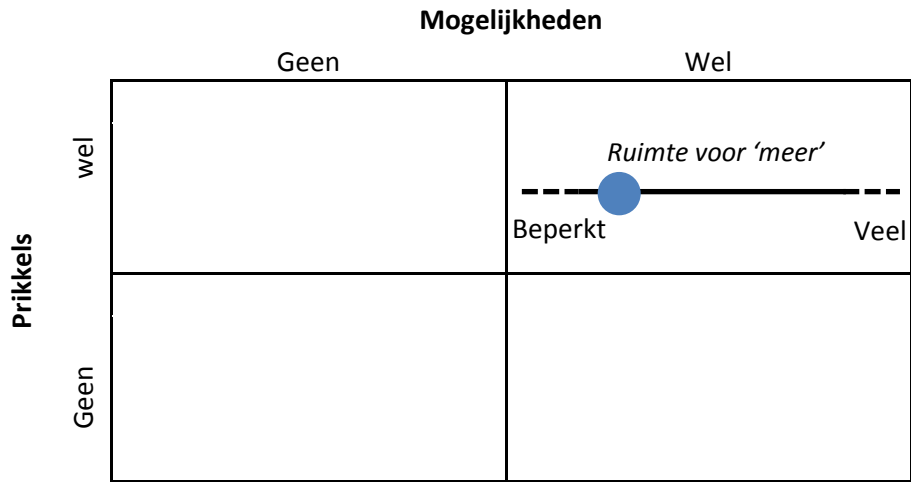 Mogelijkheden
Geen Wel
wel
Ruimte voor ‘meer’
Beperkt Veel
Prikkels
Geen